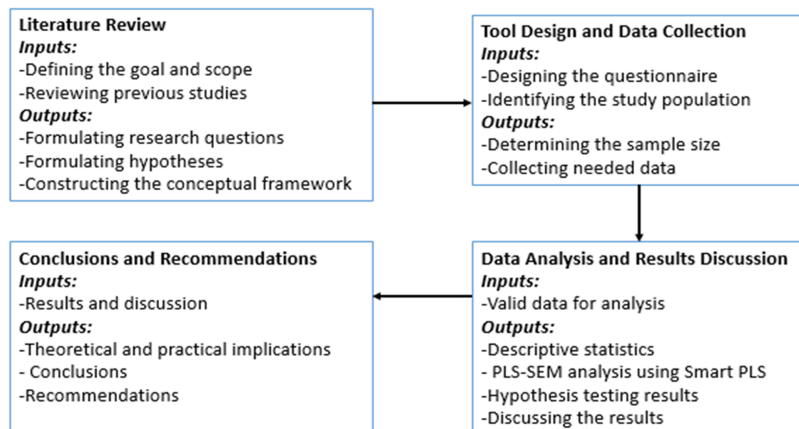 Literature Review
Inputs:
-Defining the goal and scope
-Reviewing previous studies
Outputs:
-Formulating research questions
-Formulating hypotheses
-Constructing the conceptual framework
Tool Design and Data Collection
Inputs:
-Designing the questionnaire
-Identifying the study population
Outputs:
-Determining the sample size
-Collecting needed data
Data Analysis and Results Discussion
Inputs:
-Valid data for analysis
Outputs:
-Descriptive statistics
- PLS-SEM analysis using Smart PLS
-Hypothesis testing results
-Discussing the results
Conclusions and Recommendations
Inputs:
-Results and discussion
Outputs:
-Theoretical and practical implications
- Conclusions
-Recommendations